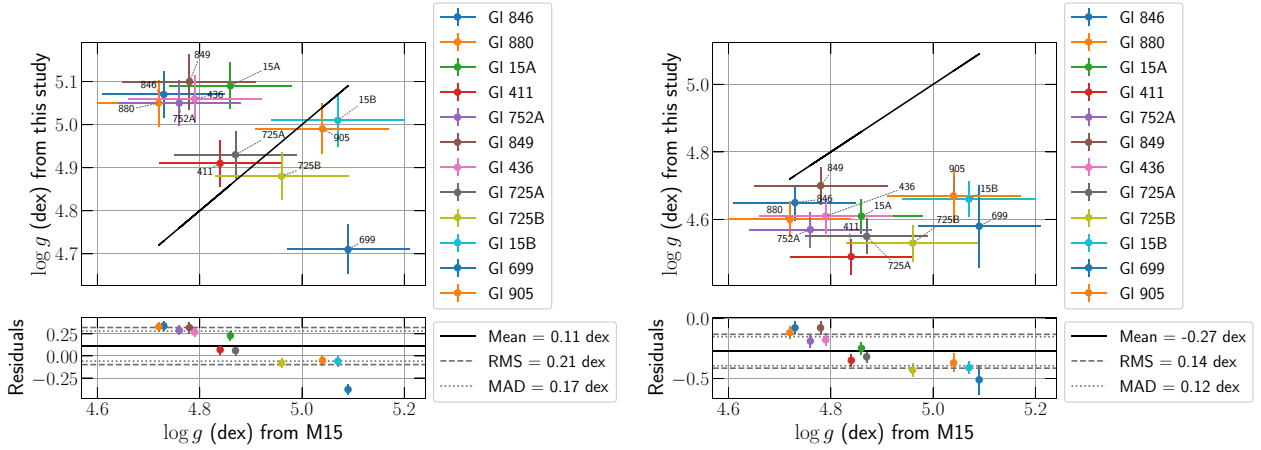 Gl 846
Gl 880
Gl 15A
Gl 411
Gl 752A
Gl 849
Gl 436
Gl 725A
Gl 725B
Gl 15B
Gl 699
Gl 905
log g (dex) from this study
5.1
5.0
4.9
4.8
4.7
849
15A
846
436
880
752A
15B
905
725A
411
725B
699
Residuals
0.25
0.00
−0.25
4.6 4.8 5.0 5.2
log g (dex) from M15
Mean = 0.11 dex
RMS = 0.21 dex
MAD = 0.17 dex
Gl 846
Gl 880
Gl 15A
Gl 411
Gl 752A
Gl 849
Gl 436
Gl 725A
Gl 725B
Gl 15B
Gl 699
Gl 905
log g (dex) from this study
5.0
4.8
4.6
849
905
436
15B
846
880
15A
699
752A
411
725B
725A
Residuals
0.0
−0.5
4.6 4.8 5.0 5.2
log g (dex) from M15
Mean = -0.27 dex
RMS = 0.14 dex
MAD = 0.12 dex